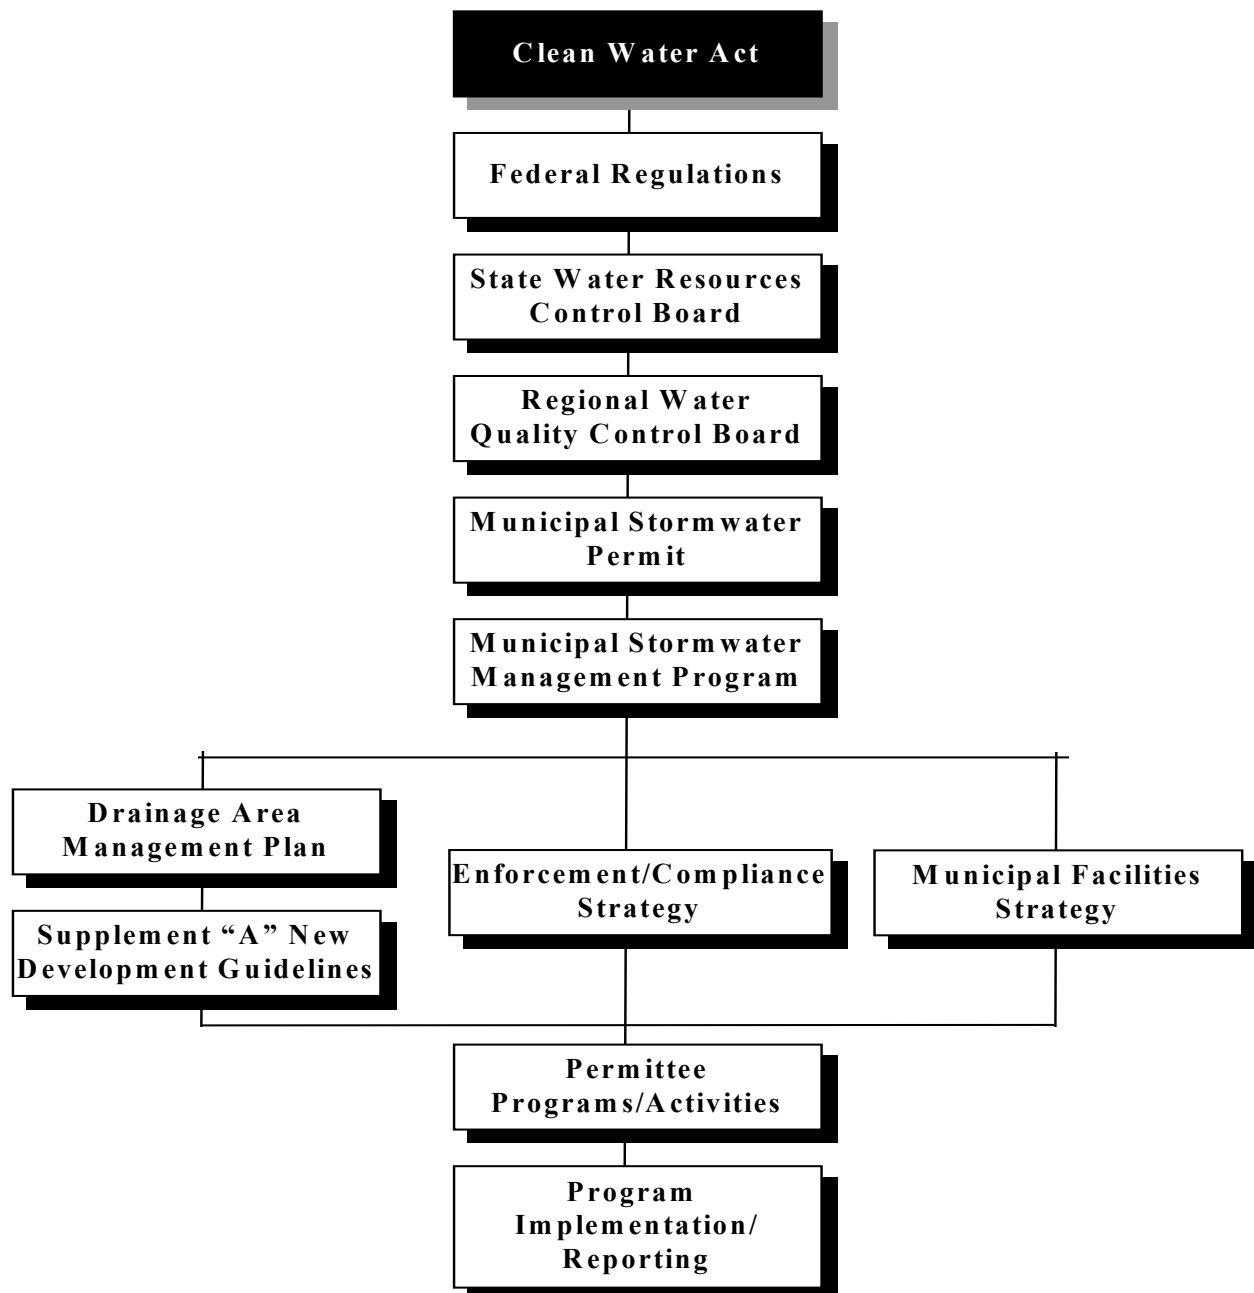 Clean Water Act
Federal Regulations
State Water Resources
Control Board
Regional Water
Quality Control Board
Municipal Stormwater
Permit
Municipal Stormwater
Management Program
Drainage Area
Management Plan
Supplement “A” New
Development Guidelines
Enforcement/Compliance
Strategy
Municipal Facilities
Strategy
Permittee
Programs/Activities
Program
Implementation/
Reporting